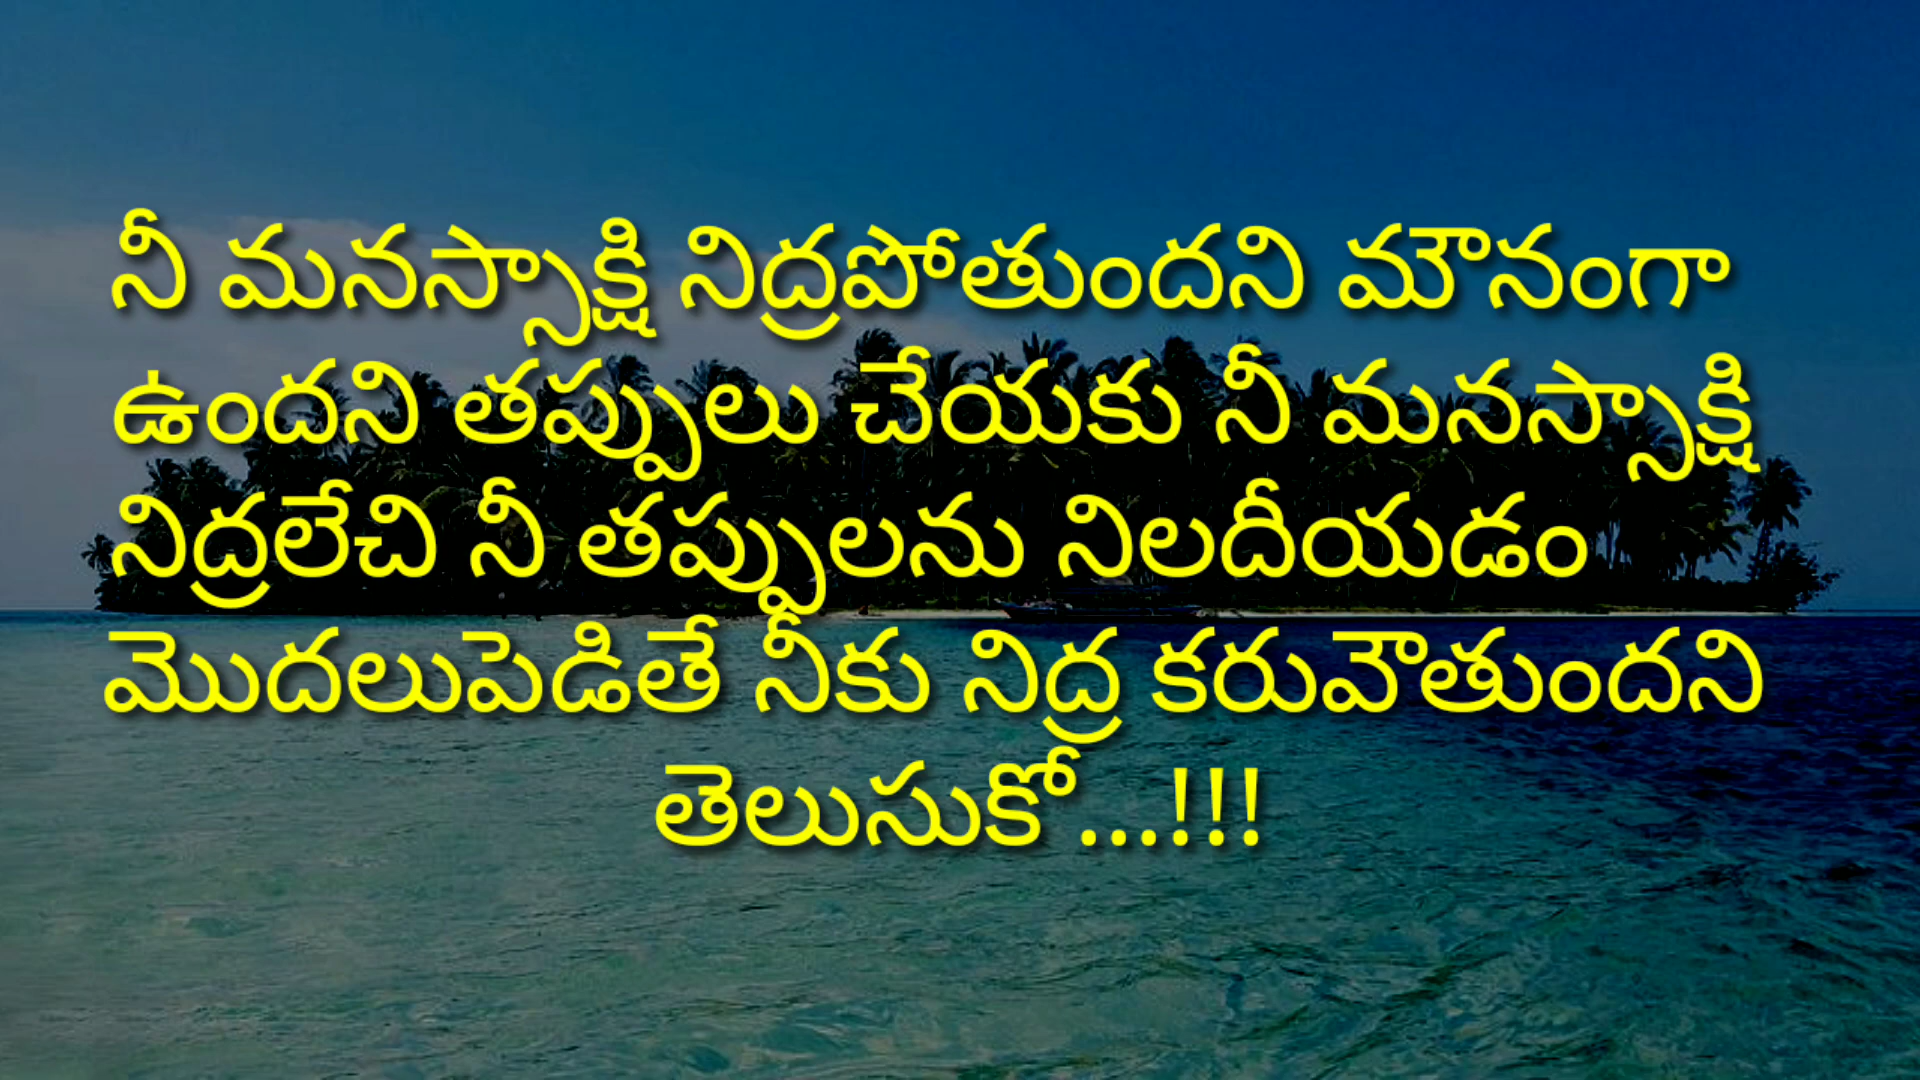 నీ మనస్సాక్షి నిద్రపోతుందని మౌనంగా
ఉందని తప్పులు చేయకు నీ మనస్సాక్షి
నిద్రలేచి నీ తప్పులను నిలదీయడం
మొదలుపెడితే నీకు నిద్ర కరువౌతుందని
తెలుసుకో...!!!